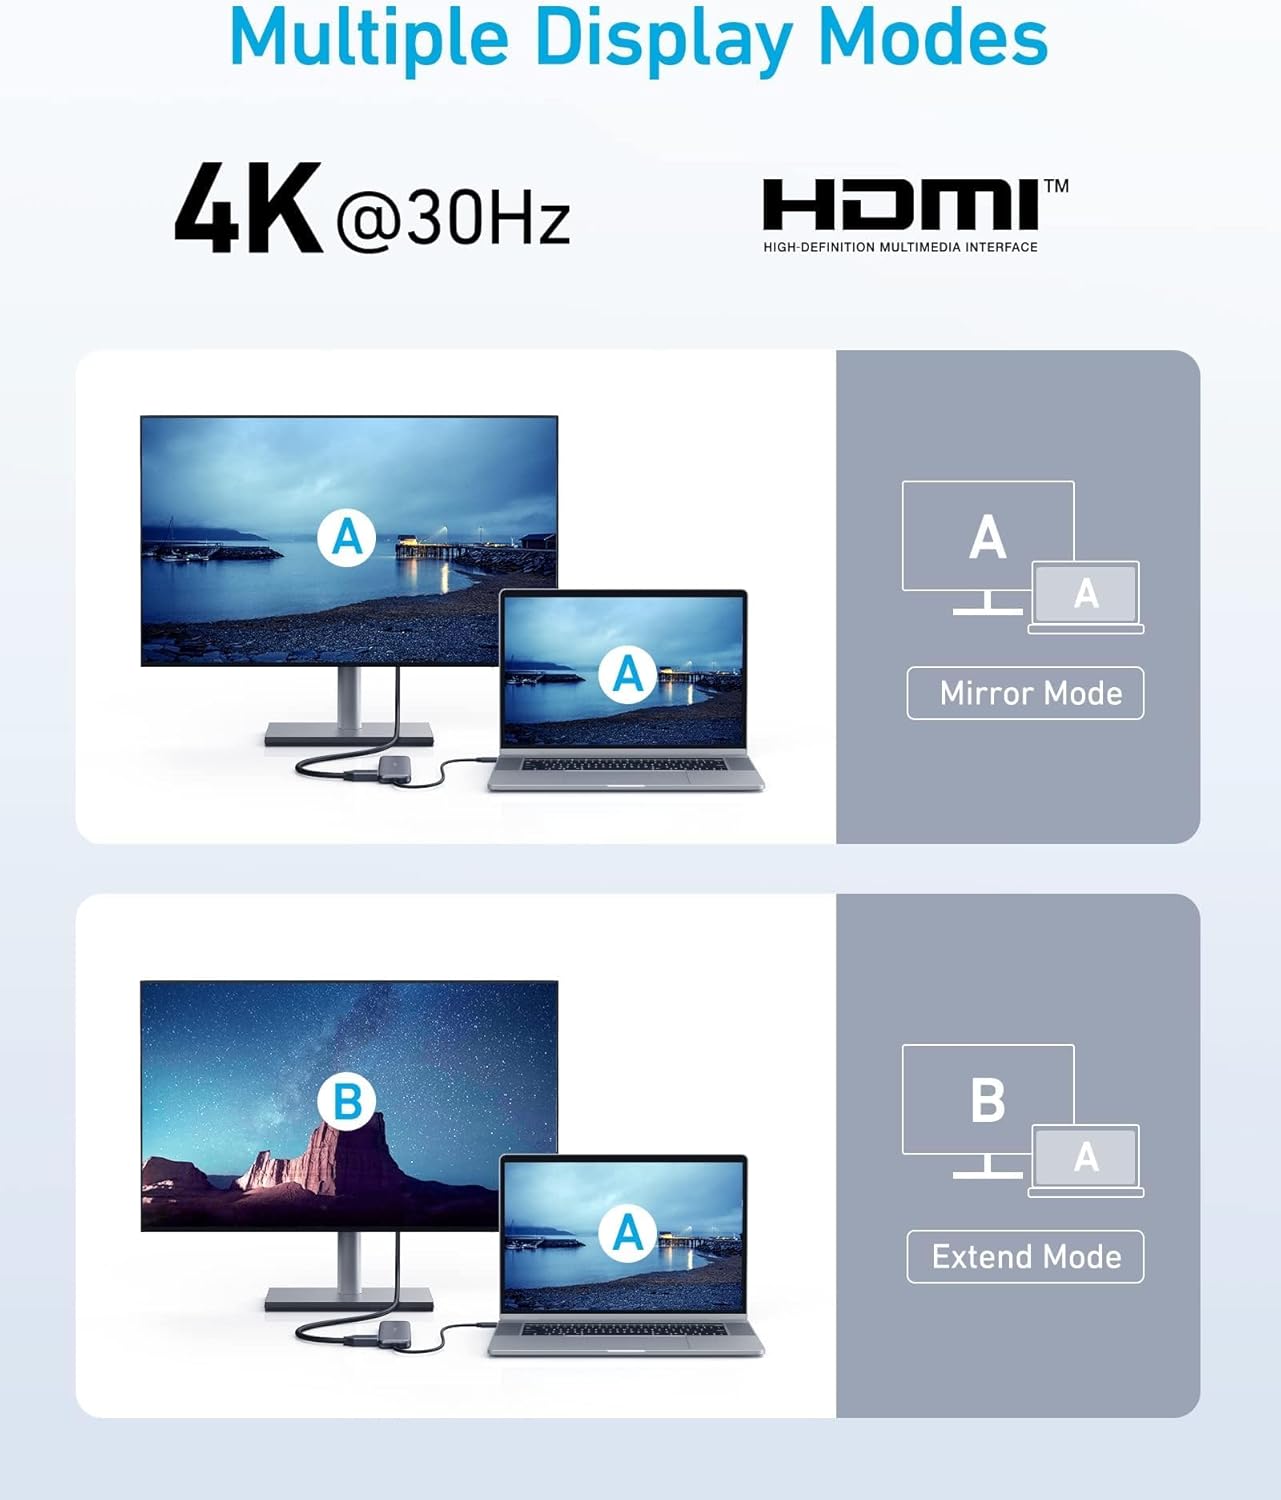 Multiple Display Modes
4K @30Hz
HDMI™
HIGH-DEFINITION MULTIMEDIA INTERFACE
A
A
A
A
Mirror Mode
B
A
B
A
Extend Mode